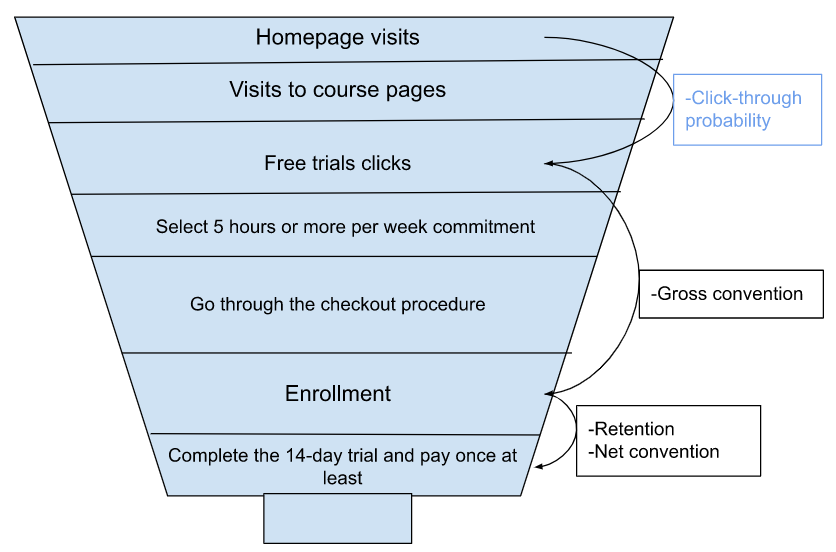 Homepage visits
Visits to course pages
-Click-through
probability
Free trials clicks
Select 5 hours or more per week commitment
Go through the checkout procedure
-Gross convention
Enrollment
-Retention
-Net convention
Complete the 14-day trial and pay once at
least